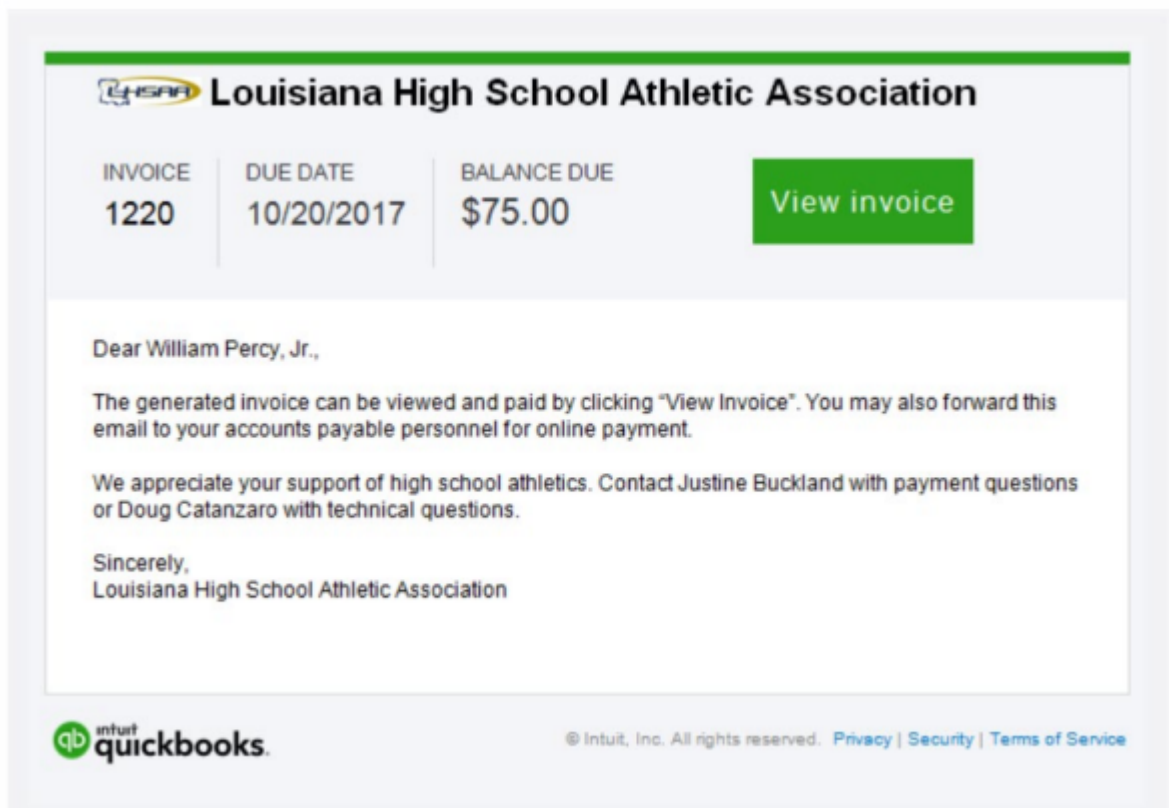 LHSAA Louisiana High School Athletic Association
INVOICE DUE DATE BALANCE DUE
1220 10/20/2017 $75.00 View invoice
Dear William Percy, Jr.,
The generated invoice can be viewed and paid by clicking “View Invoice”. You may also forward this
email to your accounts payable personnel for online payment.
We appreciate your support of high school athletics. Contact Justine Buckland with payment questions
or Doug Catanzaro with technical questions.
Sincerely,
Louisiana High School Athletic Association
qb intuit quickbooks. © Intuit, Inc. All rights reserved. Privacy | Security | Terms of Service